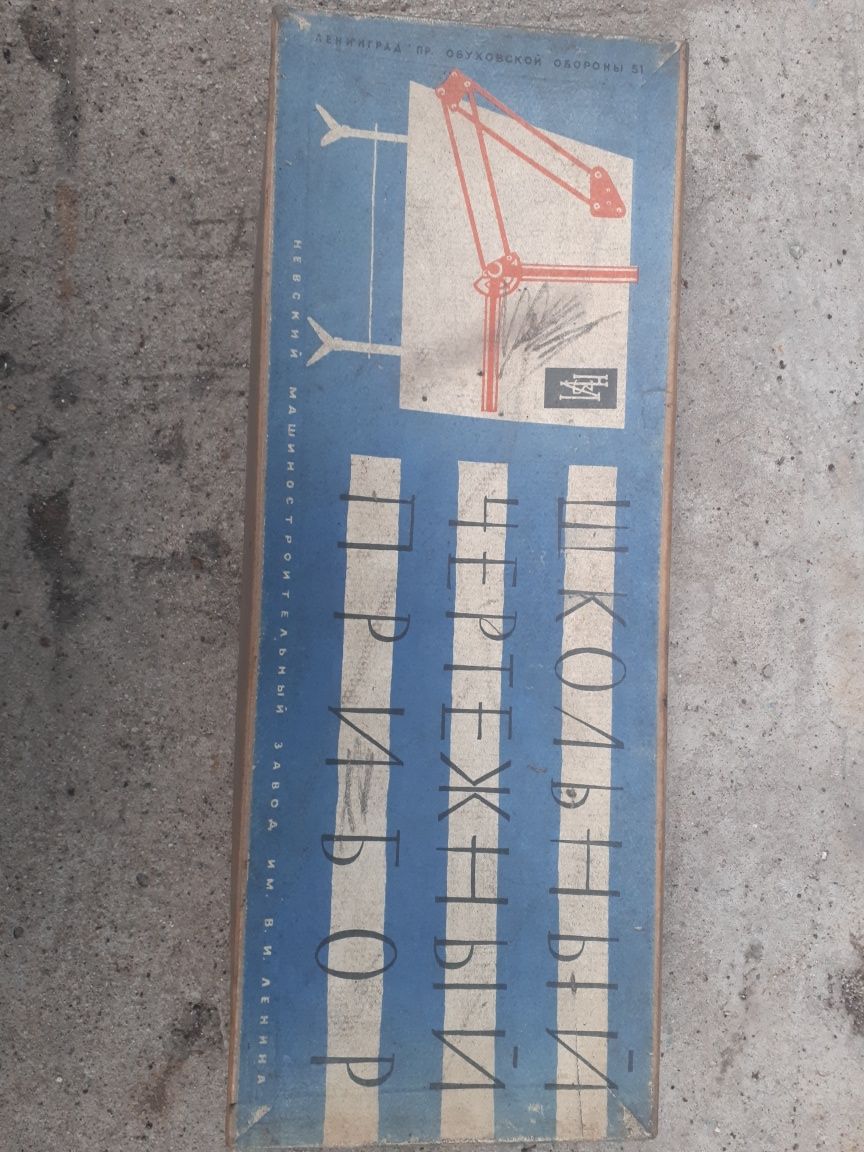 ШКОЛЬНЫЙ
ЧЕРТЕЖНЫЙ
ПРИБОР
НЕВСКИЙ МАШИНОСТРОИТЕЛЬНЫЙ ЗАВОД ИМ. В. И. ЛЕНИНА
ЛЕНИНГРАД ПР. ОБУХОВСКОЙ ОБОРОНЫ 51